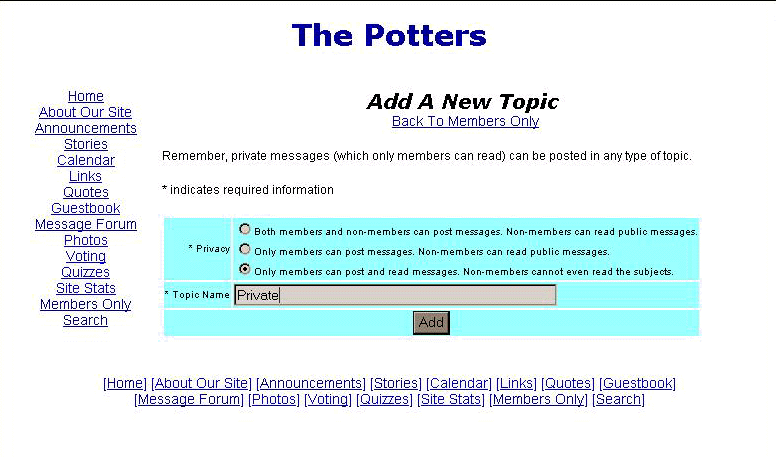 The Potters
Home
About Our Site
Announcements
Stories
Calendar
Links
Quotes
Guestbook
Message Forum
Photos
Voting
Quizzes
Site Stats
Members Only
Search
Add A New Topic
Back To Members Only
Remember, private messages (which only members can read) can be posted in any type of topic.
* indicates required information
* Privacy
Both members and non-members can post messages. Non-members can read public messages.
Only members can post messages. Non-members can read public messages.
Only members can post and read messages. Non-members cannot even read the subjects.
* Topic Name Private
Add
[Home] [About Our Site] [Announcements] [Stories] [Calendar] [Links] [Quotes] [Guestbook]
[Message Forum] [Photos] [Voting] [Quizzes] [Site Stats] [Members Only] [Search]